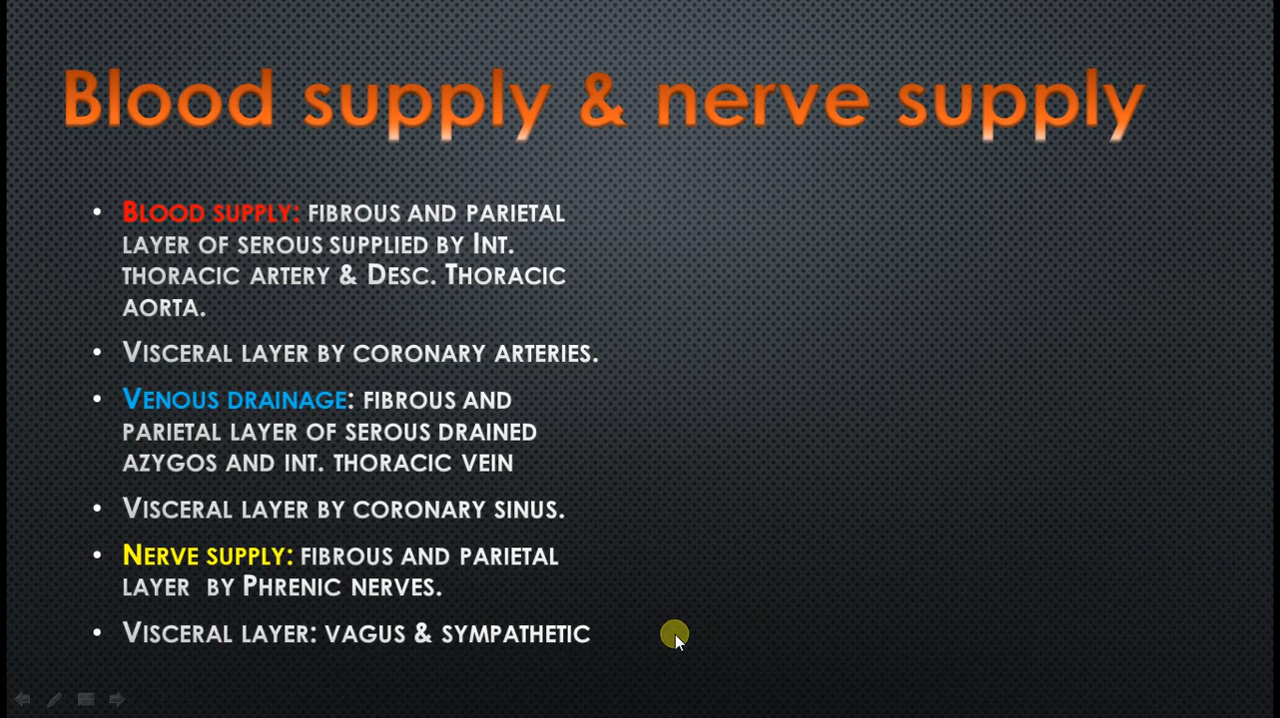 Blood supply & nerve supply
• Blood supply: fibrous and parietal
layer of serous supplied by Int.
thoracic artery & Desc. Thoracic
aorta.
• Visceral layer by coronary arteries.
• Venous drainage: fibrous and
parietal layer of serous drained
azygos and int. thoracic vein
• Visceral layer by coronary sinus.
• Nerve supply: fibrous and parietal
layer by Phrenic nerves.
• Visceral layer: vagus & sympathetic